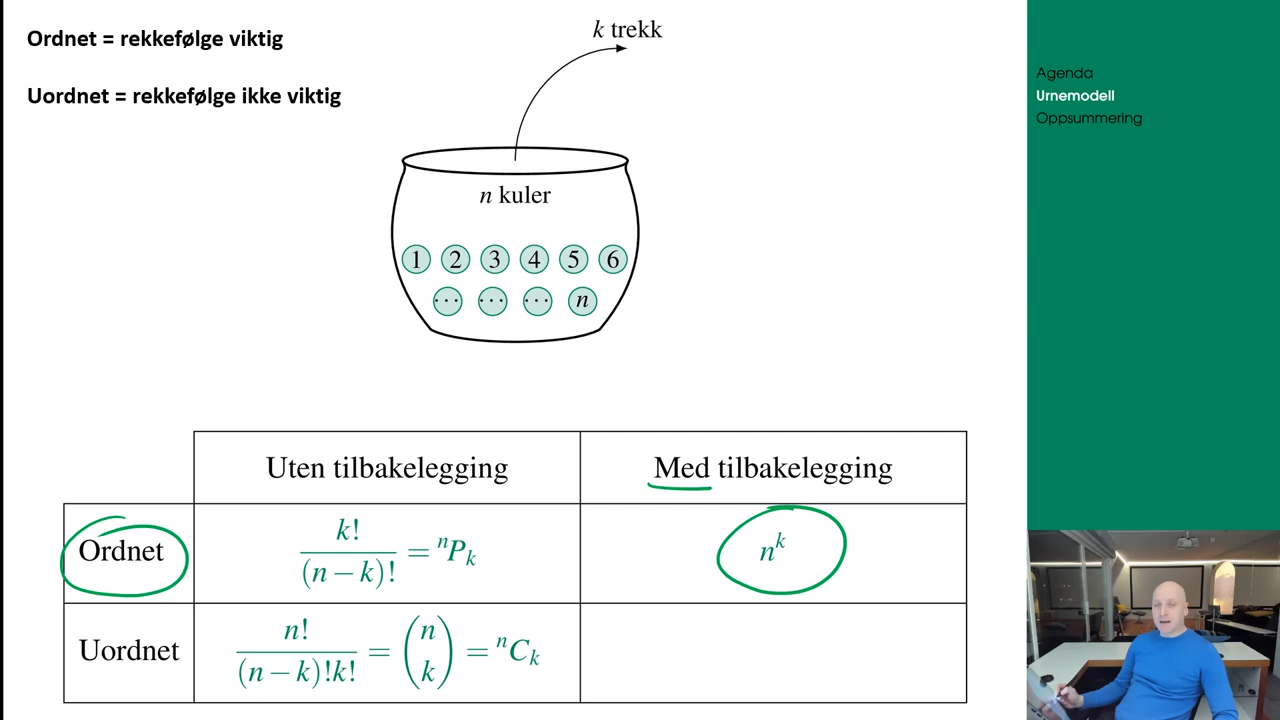 Ordnet = rekkefølge viktig
Uordnet = rekkefølge ikke viktig
k trekk
n kuler
1 2 3 4 5 6
... ... ... n
Agenda
Urnemodell
Oppsummering
Uten tilbakelegging Med tilbakelegging
Ordnet k!/(n − k)! = ⁿPₖ nᵏ
Uordnet n!/(n − k)!k! = (n k) = ⁿCₖ